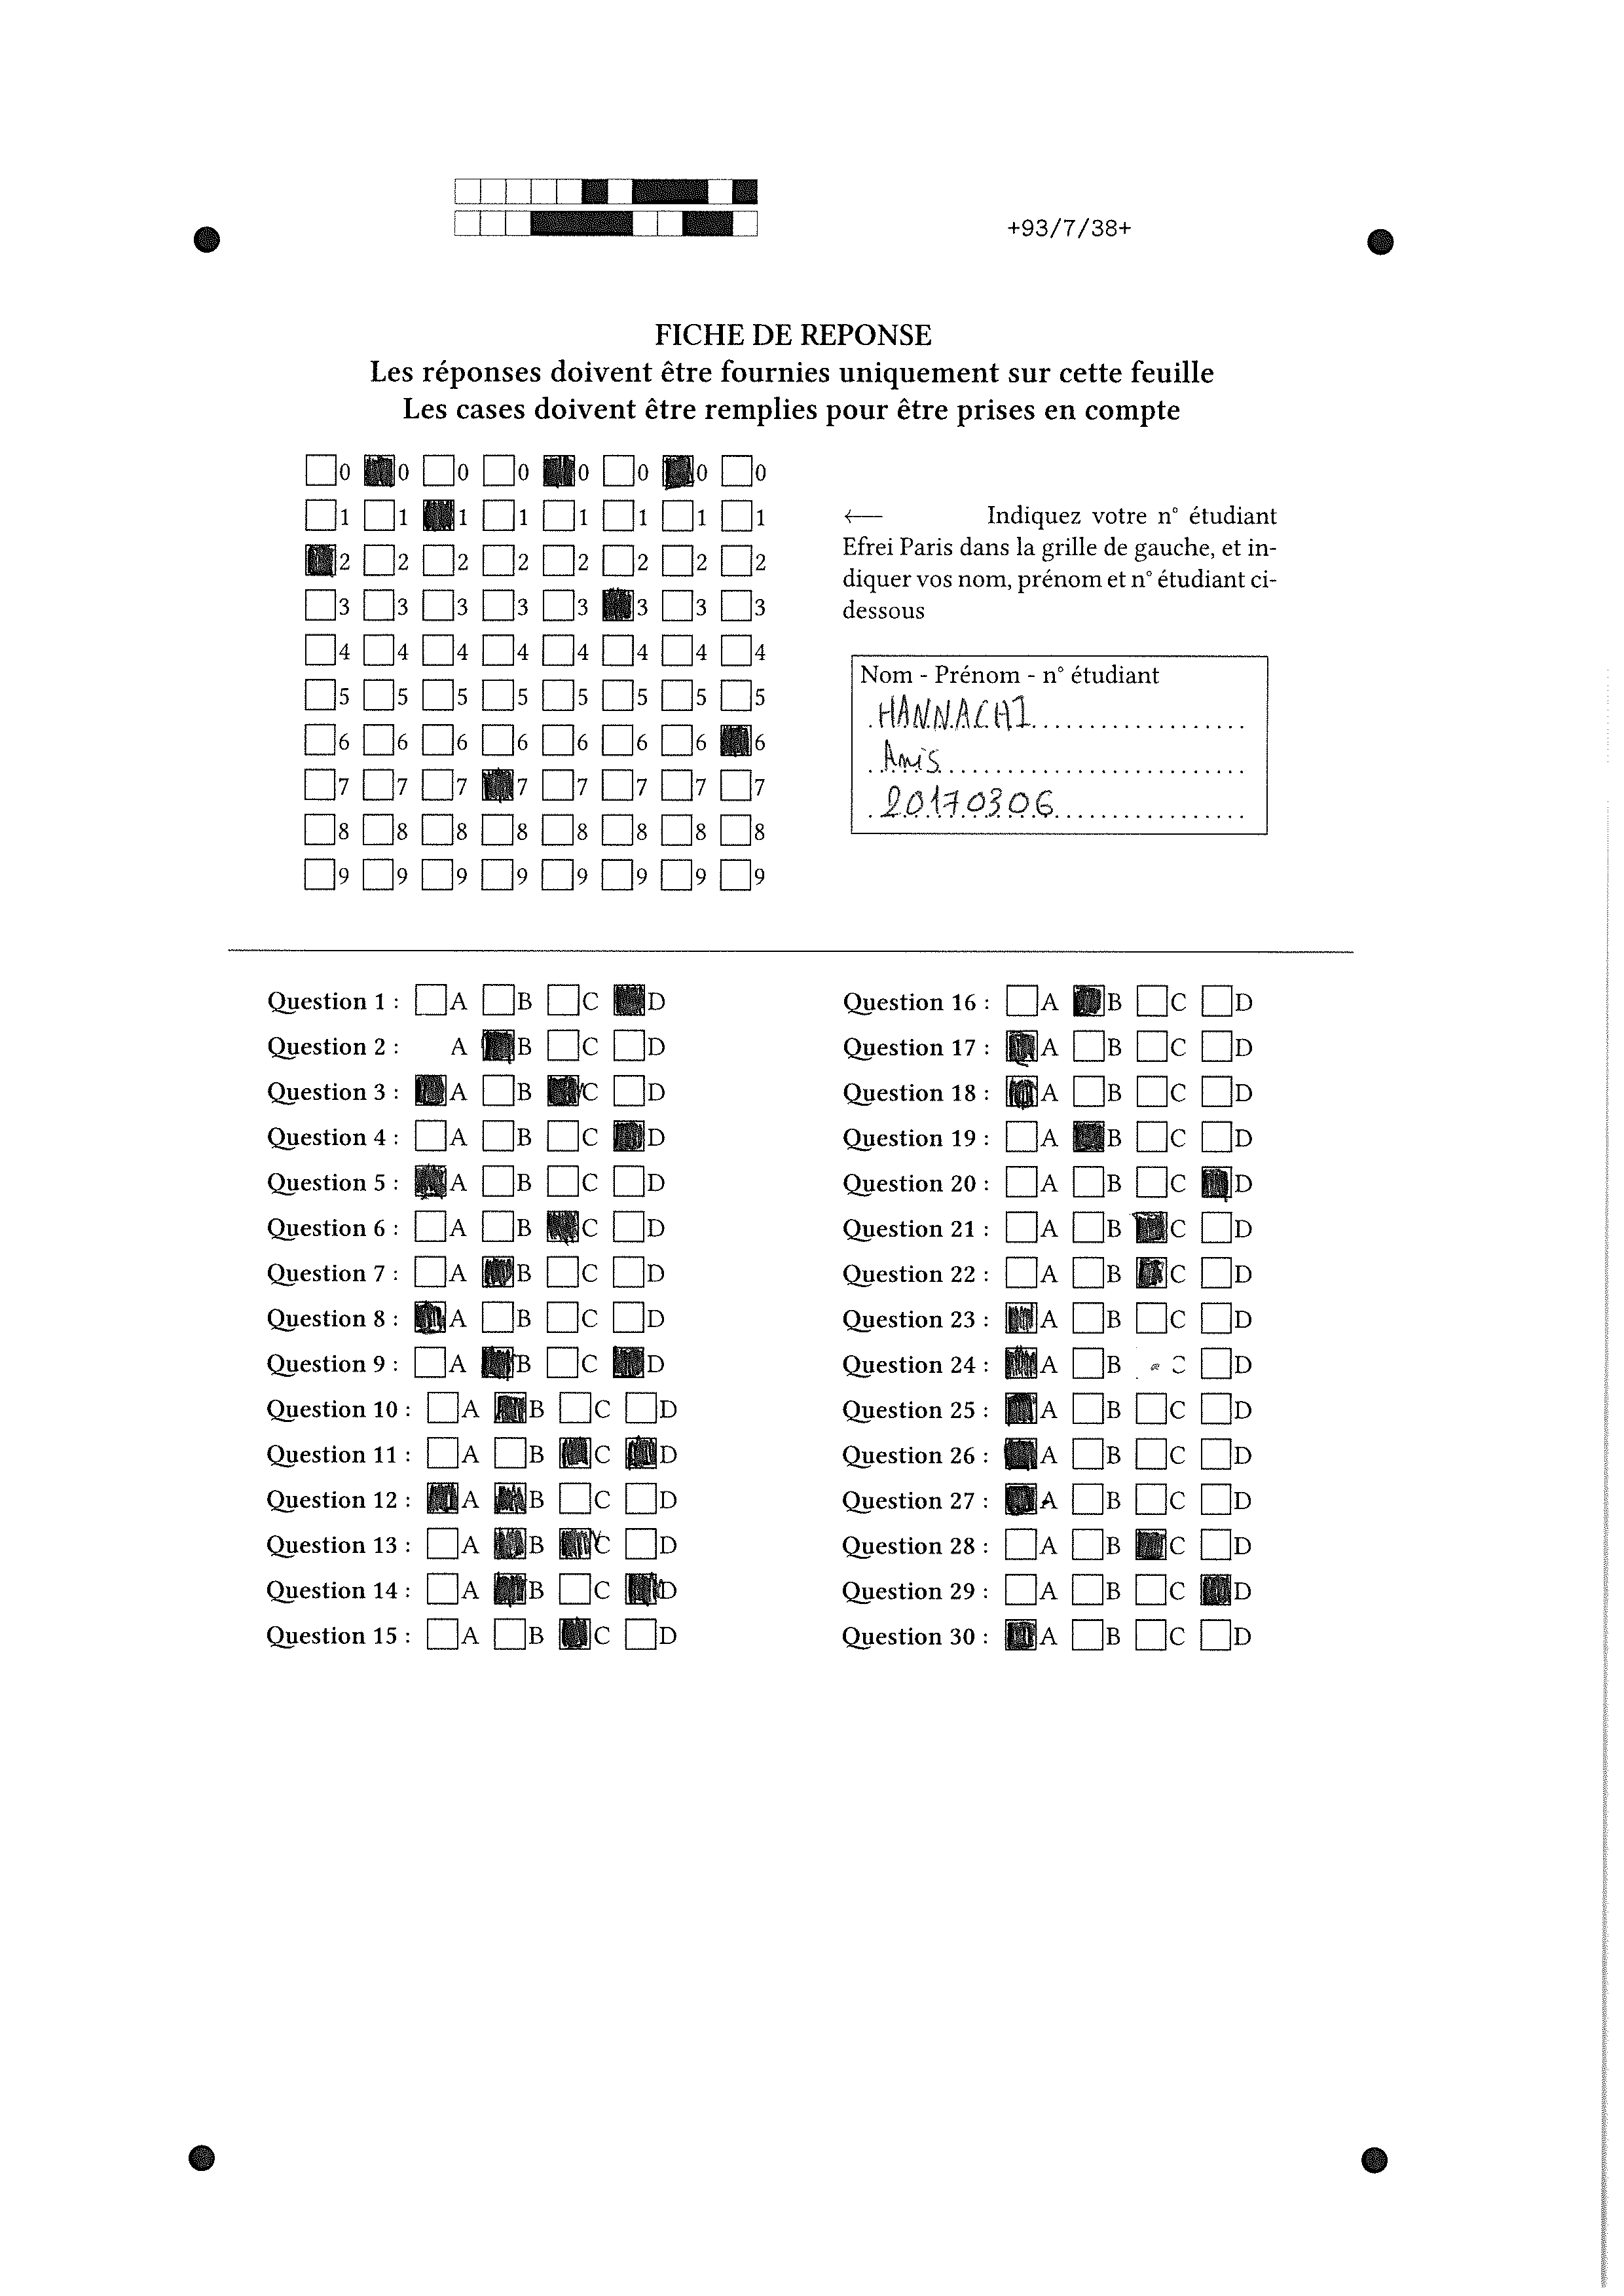 +93/7/38+
FICHE DE REPONSE
Les réponses doivent être fournies uniquement sur cette feuille
Les cases doivent être remplies pour être prises en compte
0 0 0 0 0 0 0 0
1 1 1 1 1 1 1 1
2 2 2 2 2 2 2 2
3 3 3 3 3 3 3 3
4 4 4 4 4 4 4 4
5 5 5 5 5 5 5 5
6 6 6 6 6 6 6 6
7 7 7 7 7 7 7 7
8 8 8 8 8 8 8 8
9 9 9 9 9 9 9 9
← Indiquez votre n° étudiant
Efrei Paris dans la grille de gauche, et in-
diquer vos nom, prénom et n° étudiant ci-
dessous
Nom - Prénom - n° étudiant
HANNACHI
Anis
20170306
Question 1 : A B C D
Question 2 : A B C D
Question 3 : A B C D
Question 4 : A B C D
Question 5 : A B C D
Question 6 : A B C D
Question 7 : A B C D
Question 8 : A B C D
Question 9 : A B C D
Question 10 : A B C D
Question 11 : A B C D
Question 12 : A B C D
Question 13 : A B C D
Question 14 : A B C D
Question 15 : A B C D
Question 16 : A B C D
Question 17 : A B C D
Question 18 : A B C D
Question 19 : A B C D
Question 20 : A B C D
Question 21 : A B C D
Question 22 : A B C D
Question 23 : A B C D
Question 24 : A B C D
Question 25 : A B C D
Question 26 : A B C D
Question 27 : A B C D
Question 28 : A B C D
Question 29 : A B C D
Question 30 : A B C D